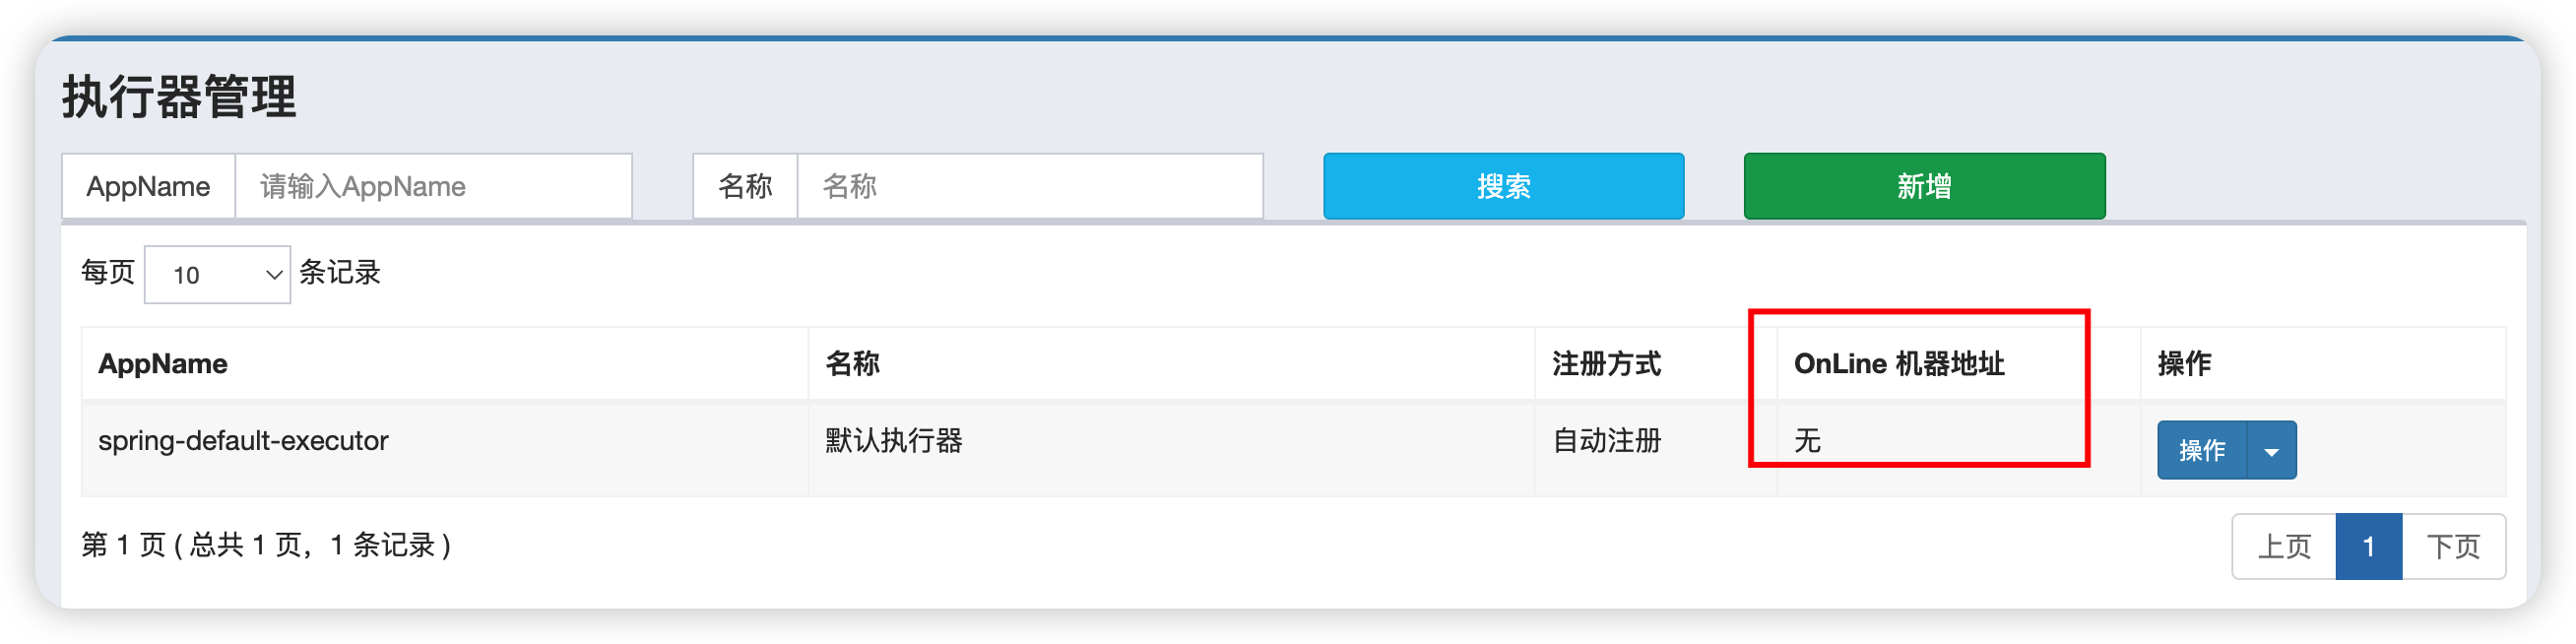 执行器管理
AppName 请输入AppName 名称 名称 搜索 新增
每页 10 条记录
AppName 名称 注册方式 OnLine 机器地址 操作
spring-default-executor 默认执行器 自动注册 无 操作
第 1 页 ( 总共 1 页，1 条记录 ) 上页 1 下页